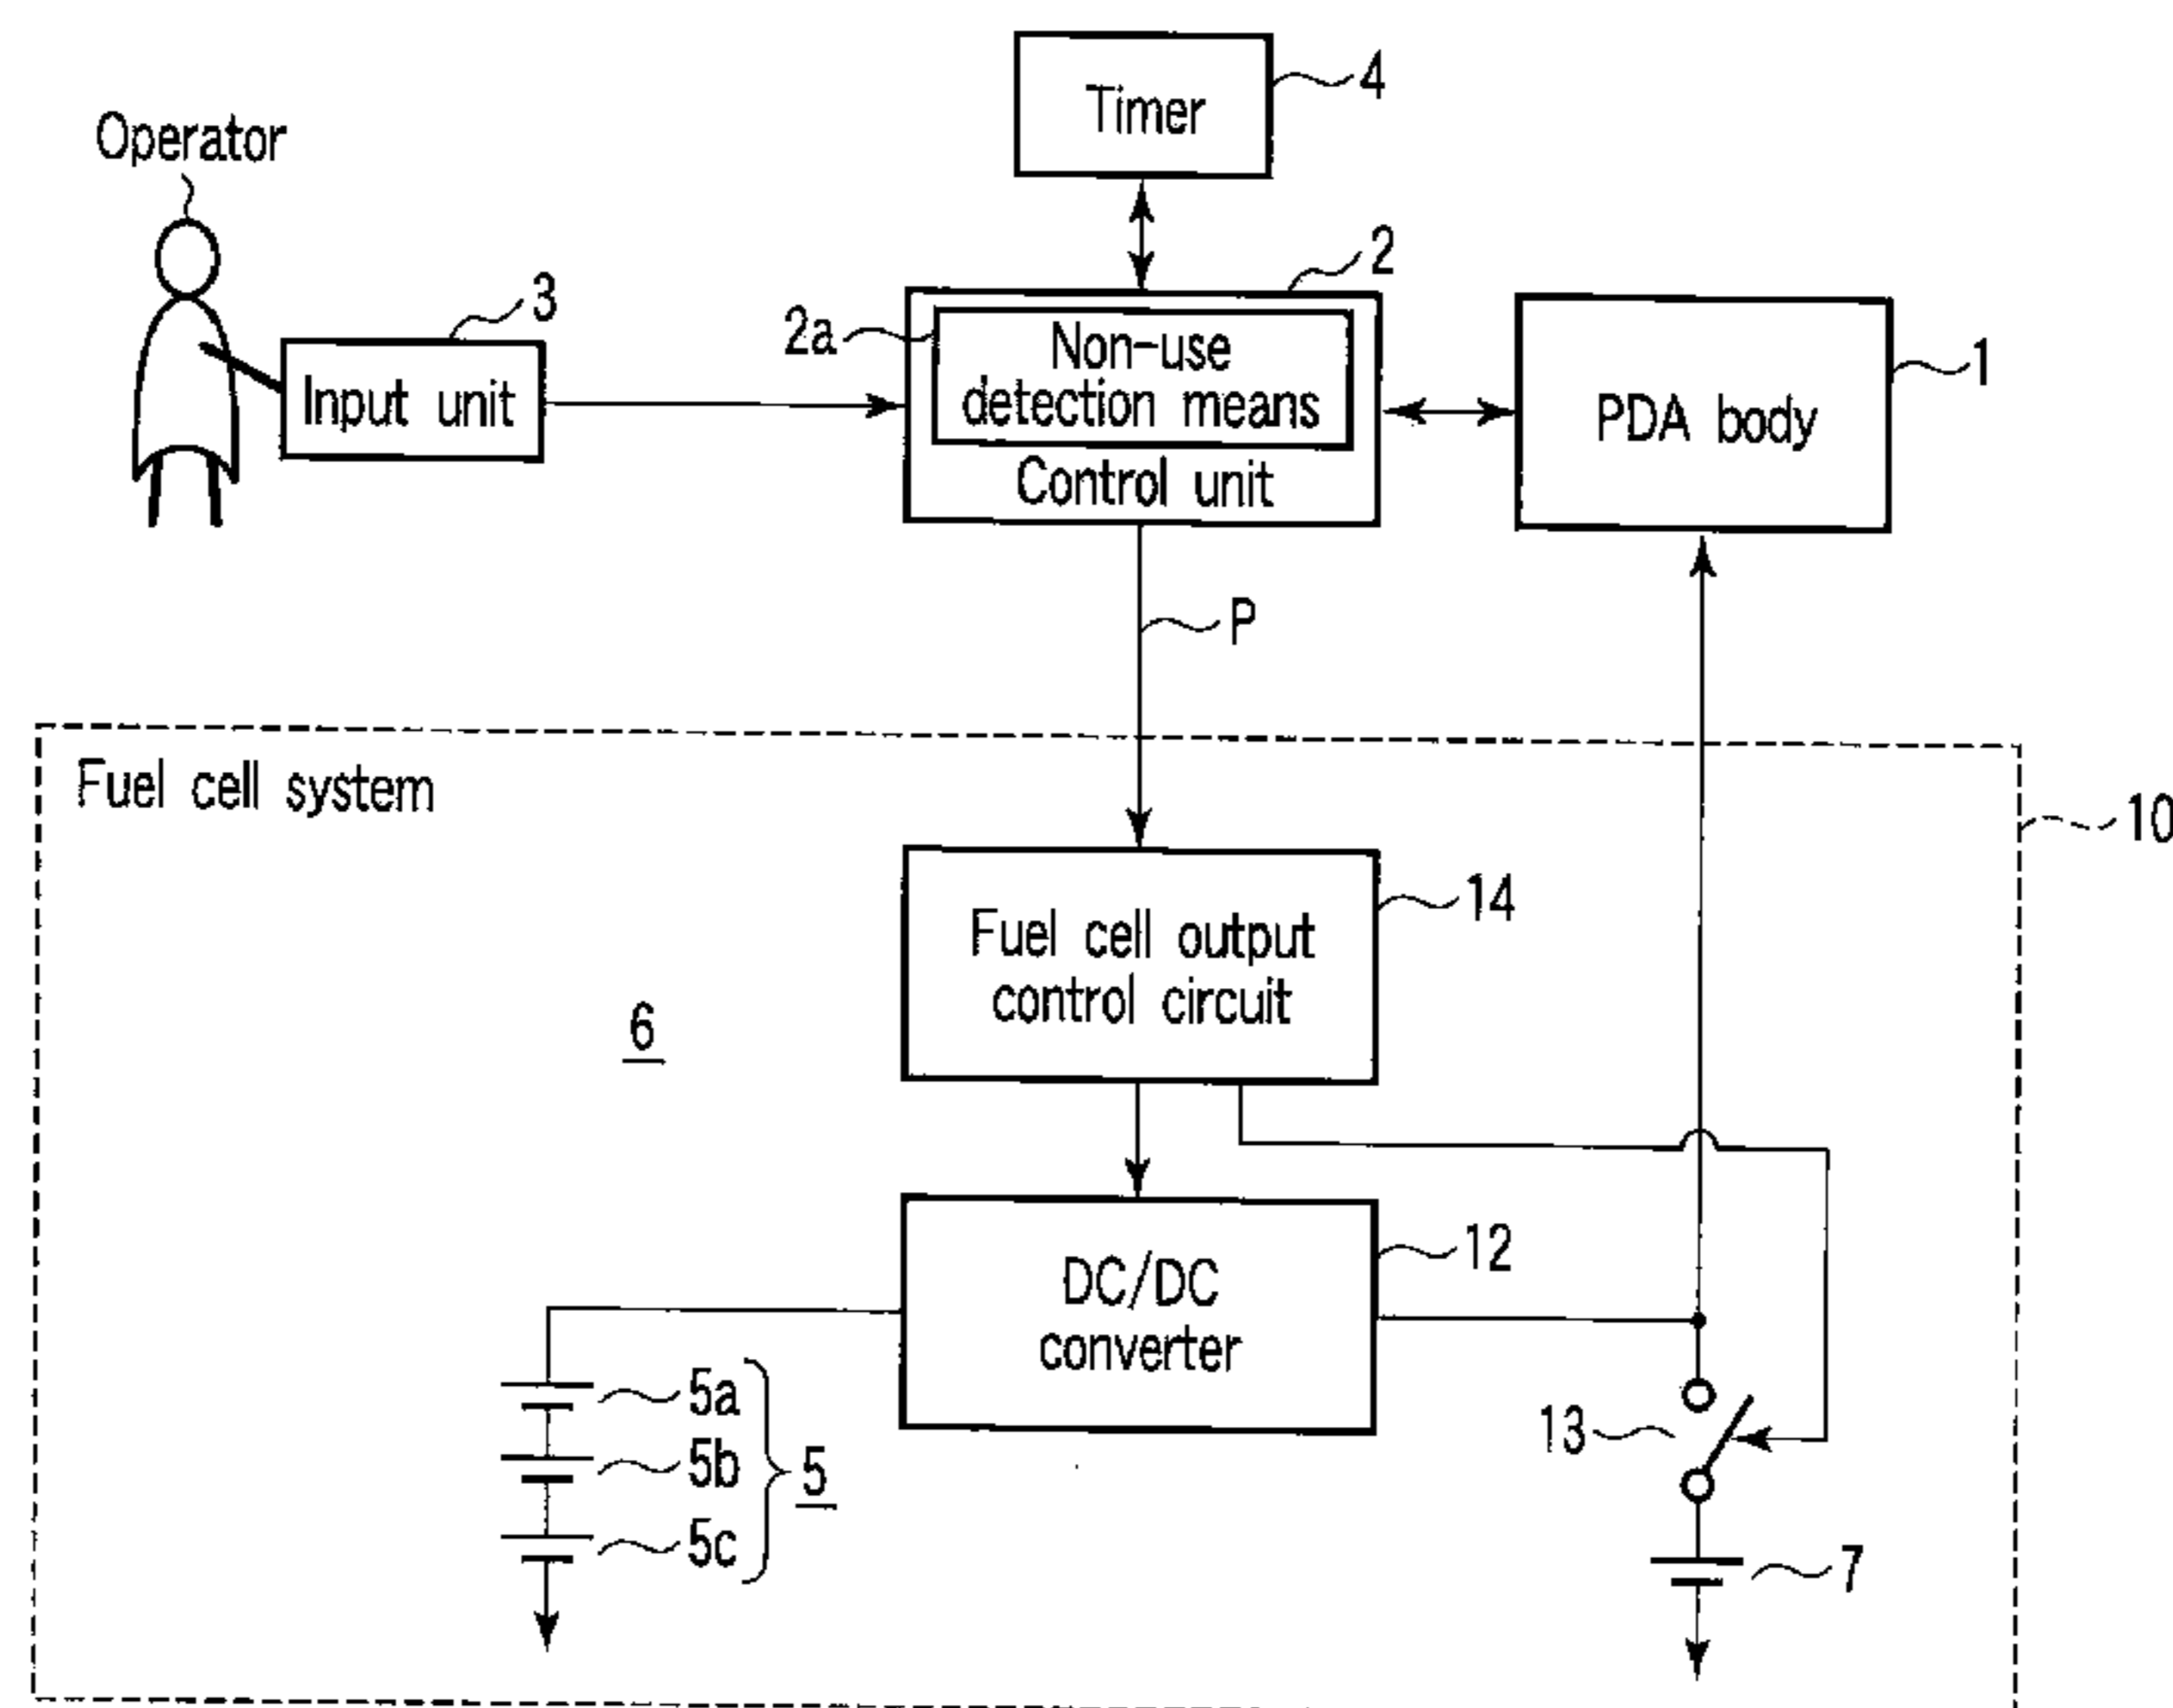 Timer
4
Operator
3
Input unit
2
2a
Non-use
detection means
Control unit
PDA body
1
P
Fuel cell system
10
Fuel cell output
control circuit
14
6
DC/DC
converter
12
5a
5b
5c
5
13
7